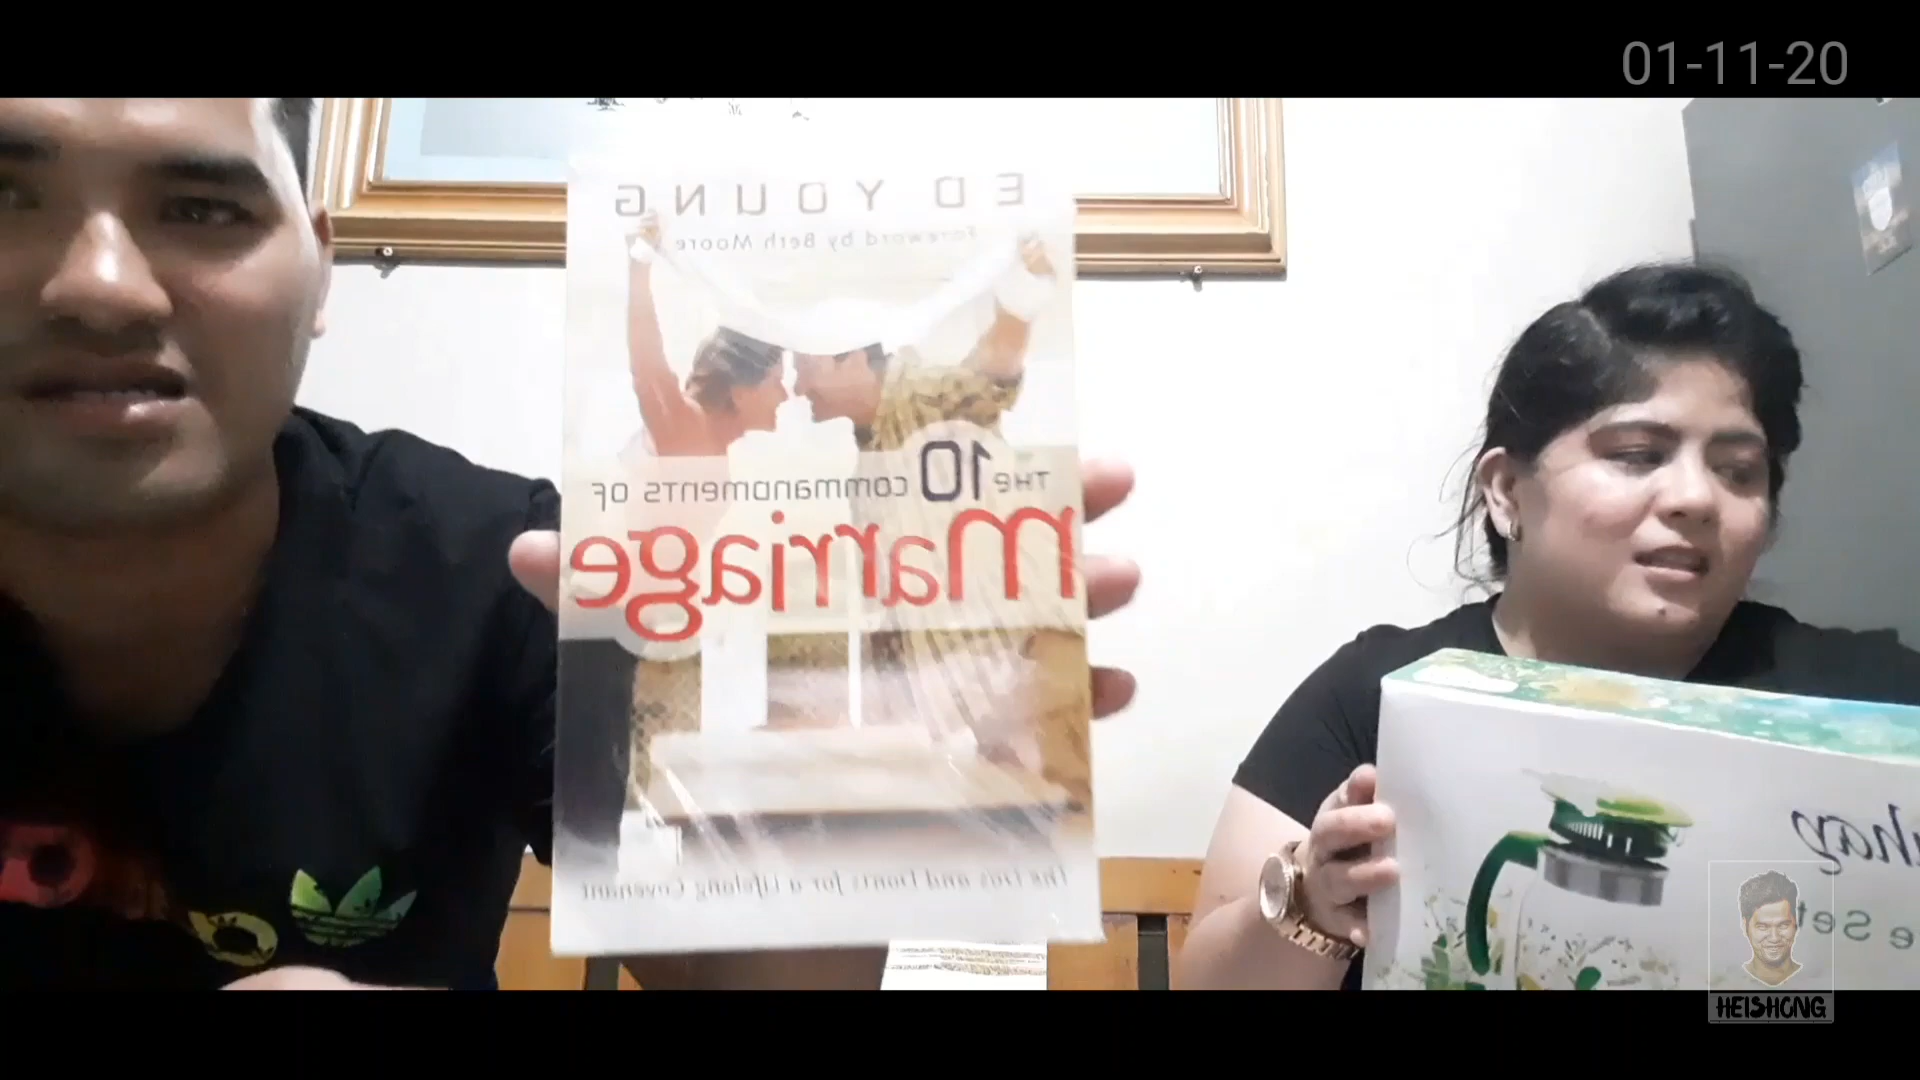 01-11-20
ED YOUNG
Foreword by Beth Moore
THE 10 COMMANDMENTS OF
Marriage
The Do's and Don'ts for a Lifelong Covenant
e Set
HEISHONG